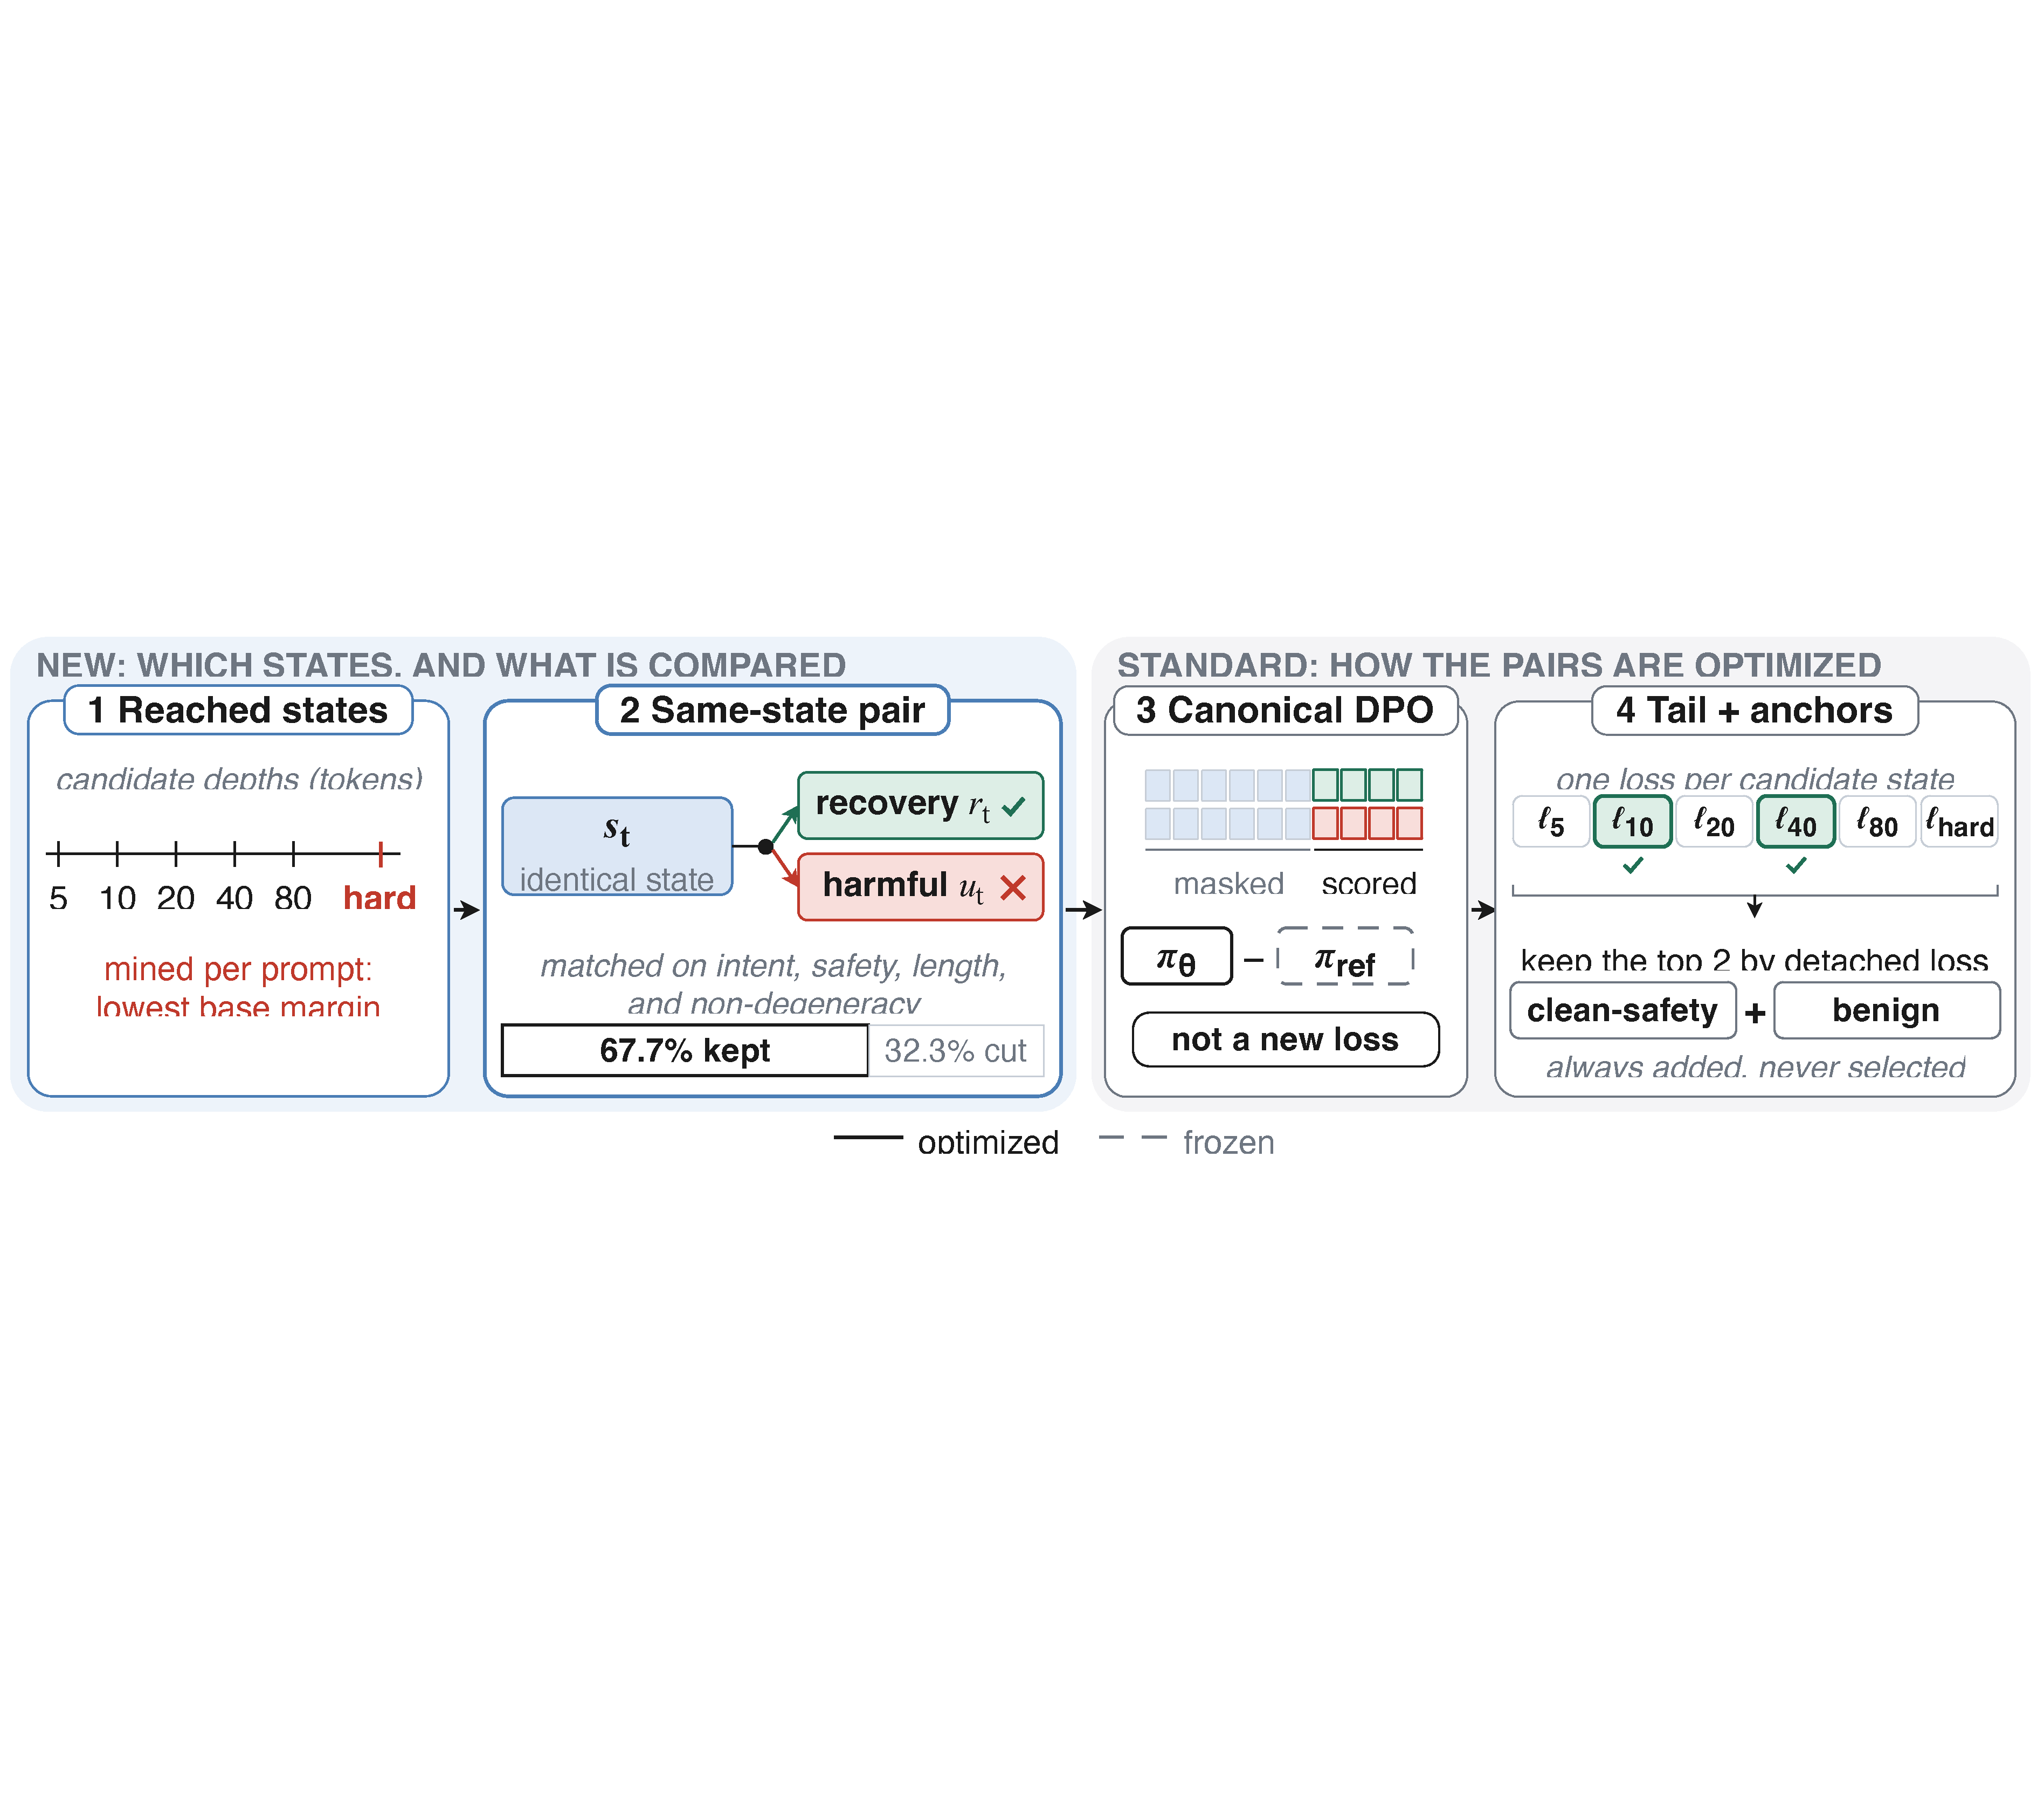 NEW: WHICH STATES, AND WHAT IS COMPARED
1 Reached states
candidate depths (tokens)
5 10 20 40 80 hard
mined per prompt:
lowest base margin
2 Same-state pair
s_t
identical state
recovery r_t ✓
harmful u_t ✕
matched on intent, safety, length,
and non-degeneracy
67.7% kept
32.3% cut
STANDARD: HOW THE PAIRS ARE OPTIMIZED
3 Canonical DPO
masked scored
π_θ − π_ref
not a new loss
4 Tail + anchors
one loss per candidate state
ℓ_5 ℓ_10 ℓ_20 ℓ_40 ℓ_80 ℓ_hard
✓ ✓
keep the top 2 by detached loss
clean-safety + benign
always added, never selected
optimized frozen